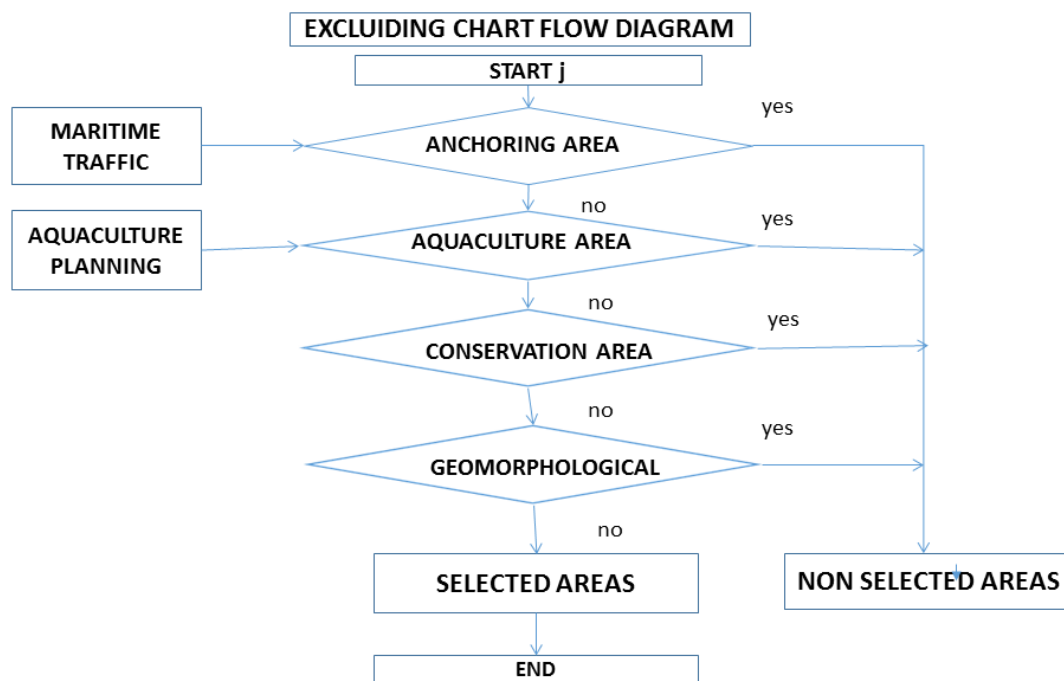 EXCLUIDING CHART FLOW DIAGRAM
START j
yes
MARITIME
TRAFFIC
ANCHORING AREA
no
yes
AQUACULTURE
PLANNING
AQUACULTURE AREA
no
yes
CONSERVATION AREA
no
yes
GEOMORPHOLOGICAL
no
SELECTED AREAS
NON SELECTED AREAS
END